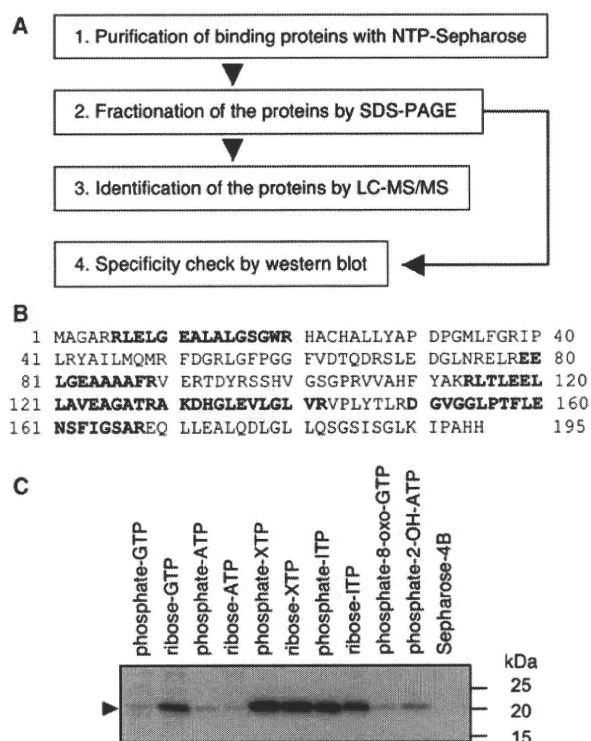 A
1. Purification of binding proteins with NTP-Sepharose
2. Fractionation of the proteins by SDS-PAGE
3. Identification of the proteins by LC-MS/MS
4. Specificity check by western blot
B
1 MAGARRLELG EALALGSGWR HACHALLYAP DPGMLFGRIP 40
41 LRYAILMQMR FDGRLGFPGG FVDTQDRSLE DGLNRELREE 80
81 LGEAAAAFRV ERTDYRSSHV GSGPRVVAHF YAKRLTLEEL 120
121 LAVEAGATRA KDHGLEVLGL VRVPLYTLRD GVGGLPTFLE 160
161 NSFIGSAREQ LLEALQDLGL LQSGSISGLK IPAHH 195
C
phosphate-GTP
ribose-GTP
phosphate-ATP
ribose-ATP
phosphate-XTP
ribose-XTP
phosphate-ITP
ribose-ITP
phosphate-8-oxo-GTP
phosphate-2-OH-ATP
Sepharose-4B
kDa
25
20
15